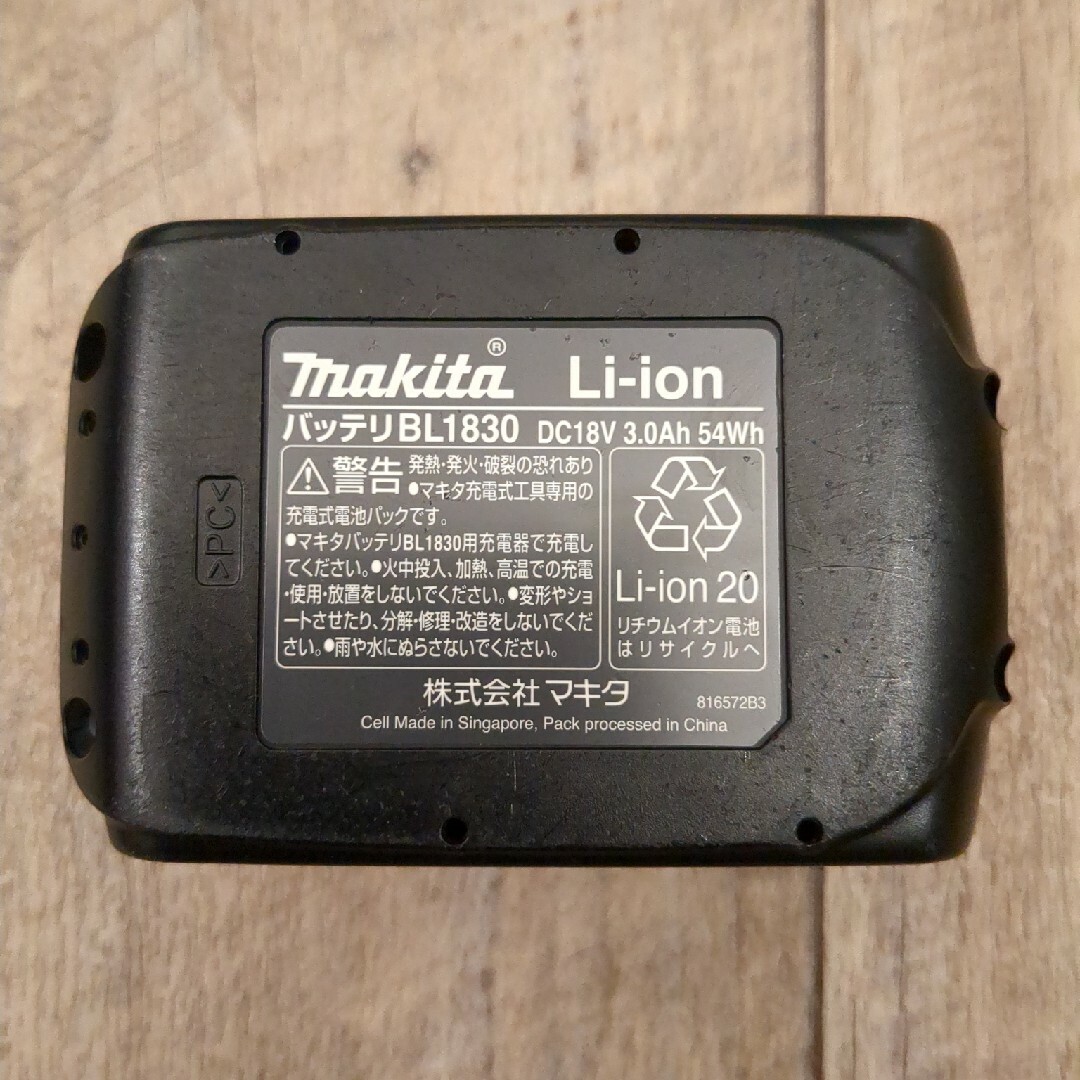 makita® Li-ion
バッテリBL1830 DC18V 3.0Ah 54Wh
⚠警告 発熱・発火・破裂の恐れあり
●マキタ充電式工具専用の
充電式電池パックです。
●マキタバッテリBL1830用充電器で充電し
てください。●火中投入、加熱、高温での充電
・使用・放置をしないでください。●変形やショ
ートさせたり、分解・修理・改造をしないでくだ
さい。●雨や水にぬらさないでください。
Li-ion 20
リチウムイオン電池
はリサイクルへ
株式会社マキタ
816572B3
Cell Made in Singapore, Pack processed in China
>PC<